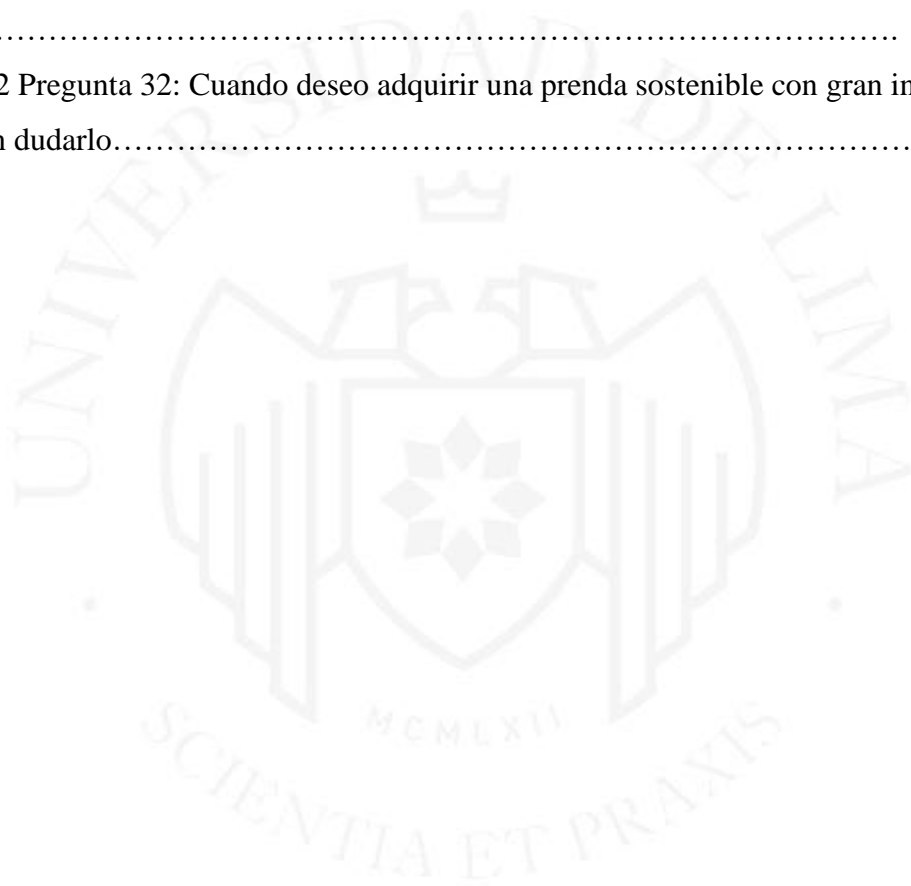 ……………………………………………………………………………….
2 Pregunta 32: Cuando deseo adquirir una prenda sostenible con gran in
n dudarlo……………………………………………………………………
UNIVERSIDAD DE LIMA
MCMLXII
SCIENTIA ET PRAXIS